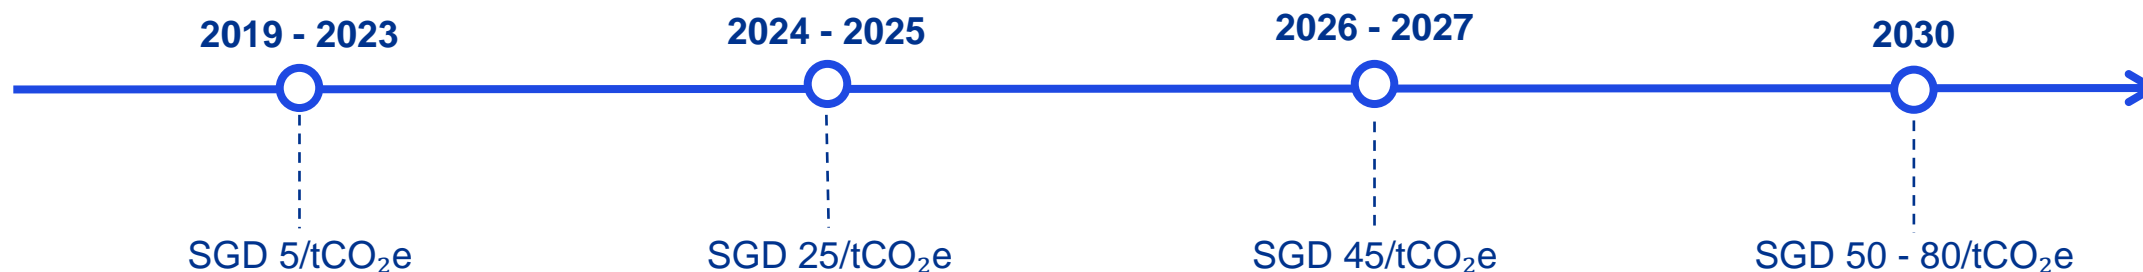 2019 - 2023
2024 - 2025
2026 - 2027
2030
SGD 5/tCO₂e
SGD 25/tCO₂e
SGD 45/tCO₂e
SGD 50 - 80/tCO₂e